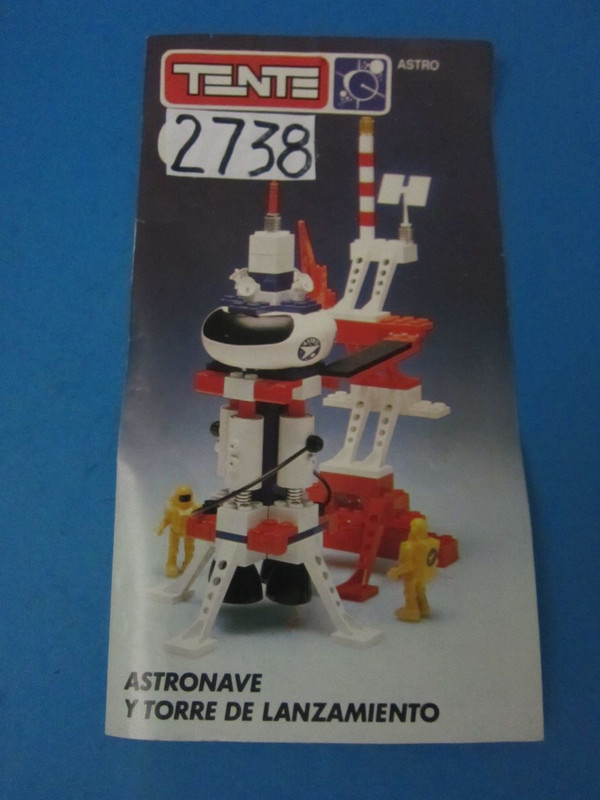 TENTE
ASTRO
2738
ASTRONAVE
Y TORRE DE LANZAMIENTO